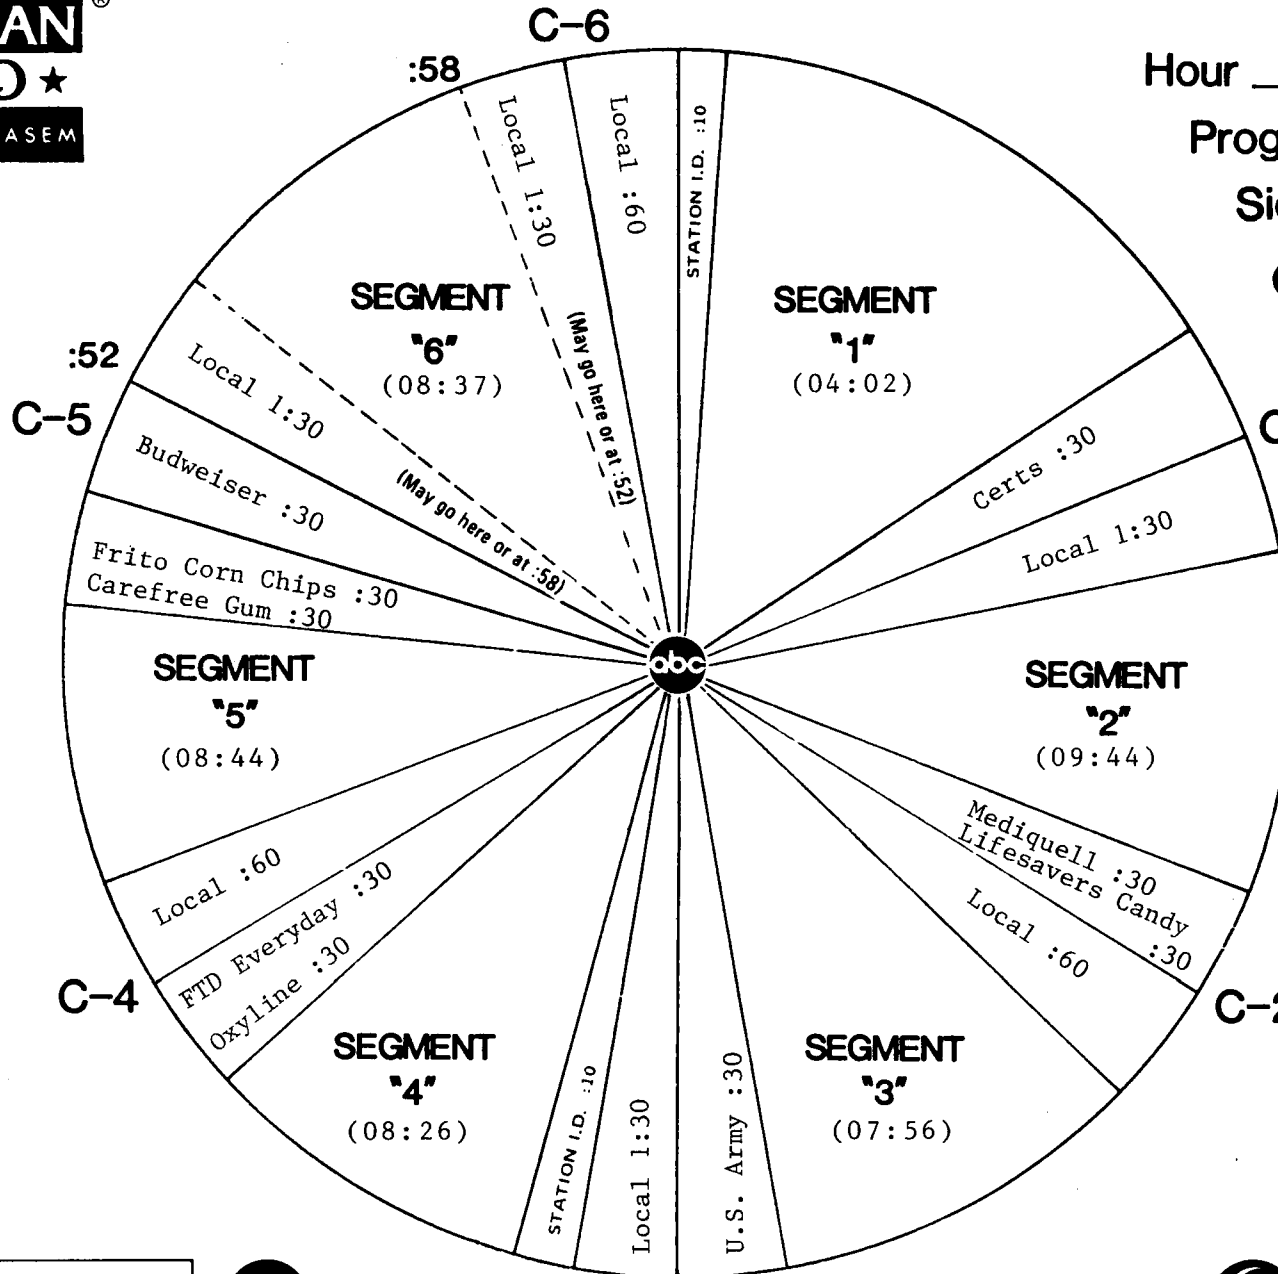 AN
®
ASEM
C-6
:58
Hour
Local 1:30
(May go here or at :52)
Local :60
STATION I.D. :10
SEGMENT
"1"
(04:02)
Certs :30
Local 1:30
SEGMENT
"2"
(09:44)
Mediquell :30
Lifesavers Candy
:30
C-2
Local :60
SEGMENT
"3"
(07:56)
U.S. Army :30
Local 1:30
STATION I.D. :10
SEGMENT
"4"
(08:26)
Oxyline :30
FTD Everyday :30
C-4
Local :60
SEGMENT
"5"
(08:44)
Carefree Gum :30
Frito Corn Chips :30
Budweiser :30
C-5
:52
Local 1:30
(May go here or at :58)
SEGMENT
"6"
(08:37)
abc